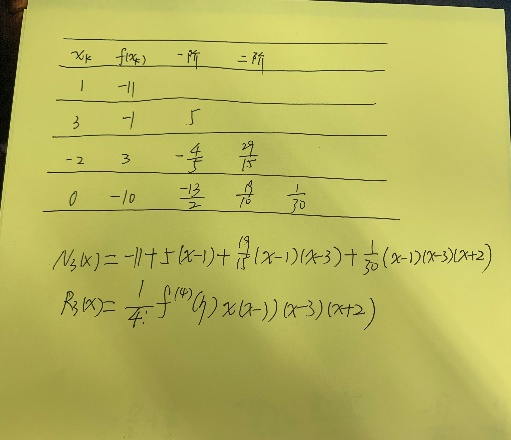 xk f(xk) 一阶 二阶
1 -11
3 -1 5
-2 3 -4/5 29/15
0 -10 -13/2 19/10 1/30
N3(x) = -11+5(x-1)+19/15(x-1)(x-3)+1/30(x-1)(x-3)(x+2)
R3(x) = 1/4! f^(4)(η) x(x-1))(x-3)(x+2)